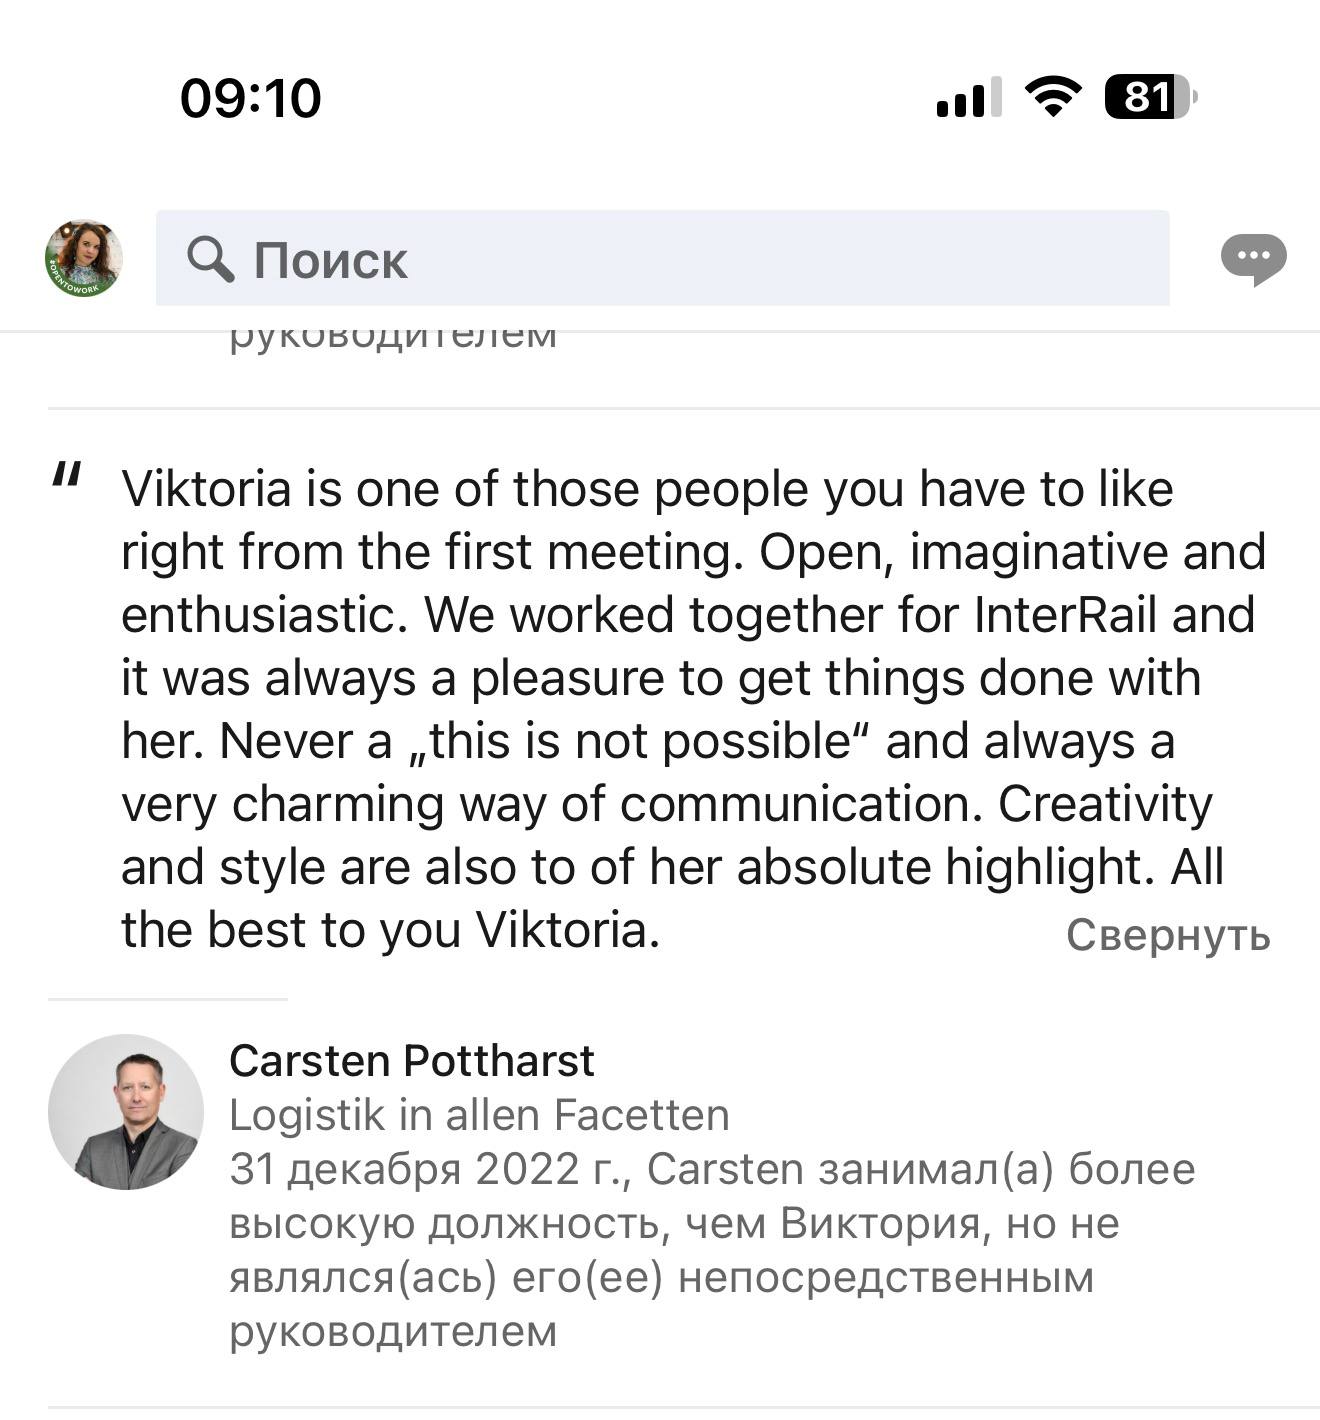 09:10
81
#OPENTOWORK
Поиск
руководителем
“ Viktoria is one of those people you have to like
right from the first meeting. Open, imaginative and
enthusiastic. We worked together for InterRail and
it was always a pleasure to get things done with
her. Never a „this is not possible“ and always a
very charming way of communication. Creativity
and style are also to of her absolute highlight. All
the best to you Viktoria.
Свернуть
Carsten Pottharst
Logistik in allen Facetten
31 декабря 2022 г., Carsten занимал(а) более
высокую должность, чем Виктория, но не
являлся(ась) его(ее) непосредственным
руководителем